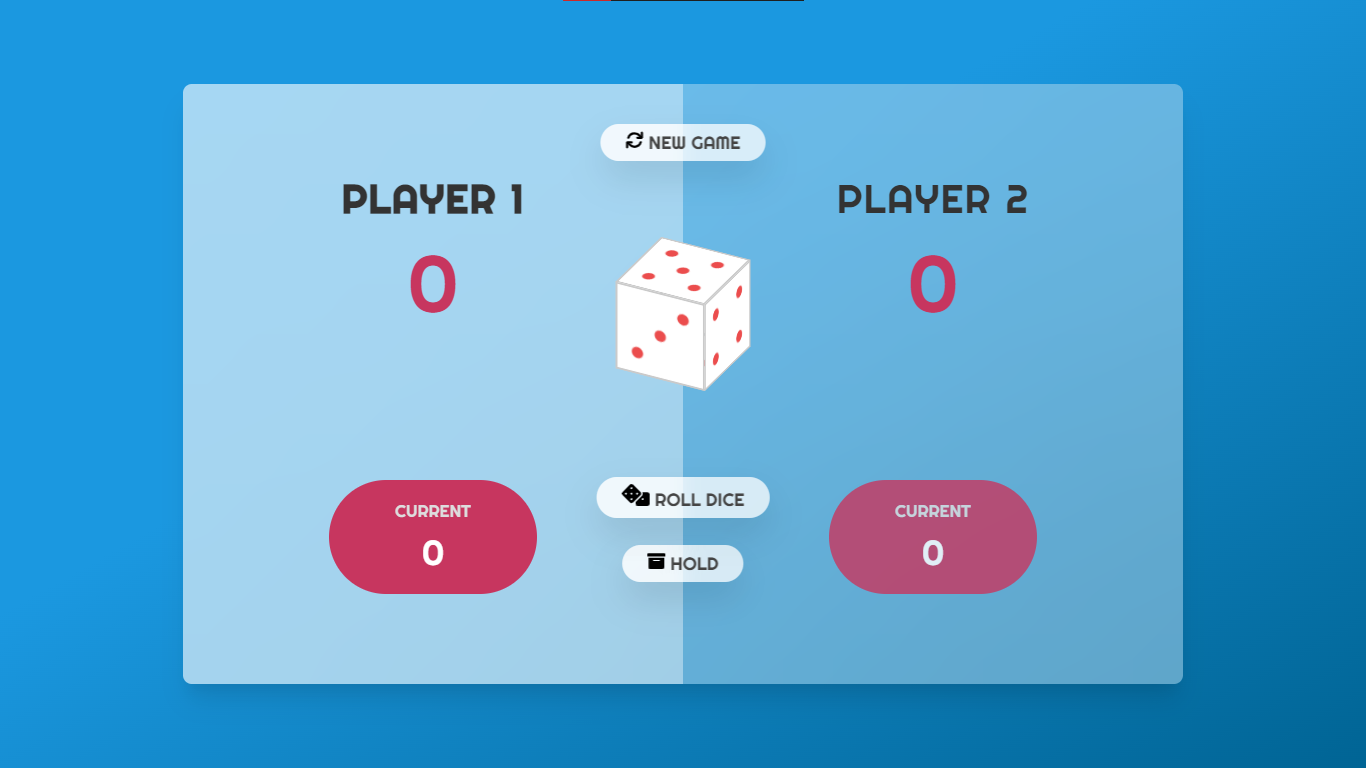 NEW GAME
PLAYER 1
0
PLAYER 2
0
CURRENT
0
ROLL DICE
HOLD
CURRENT
0